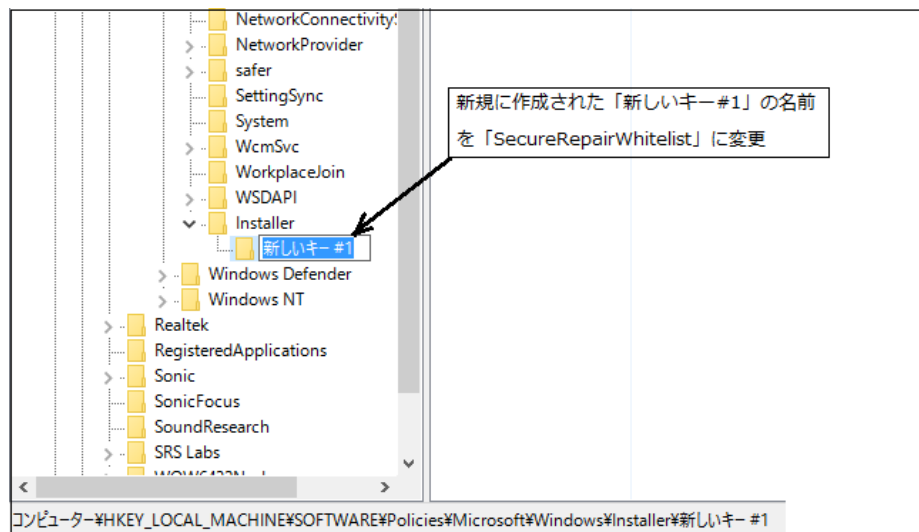 NetworkConnectivityS
NetworkProvider
safer
SettingSync
System
WcmSvc
WorkplaceJoin
WSDAPI
Installer
新しいキー #1
Windows Defender
Windows NT
Realtek
RegisteredApplications
Sonic
SonicFocus
SoundResearch
SRS Labs
新規に作成された「新しいキー#1」の名前
を「SecureRepairWhitelist」に変更
コンピューター¥HKEY_LOCAL_MACHINE¥SOFTWARE¥Policies¥Microsoft¥Windows¥Installer¥新しいキー #1